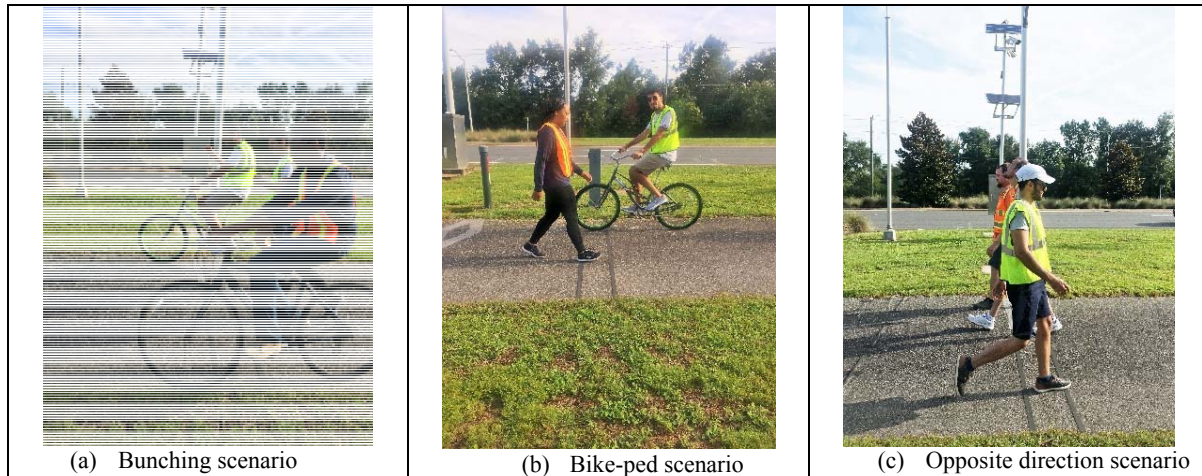 (a) Bunching scenario
(b) Bike-ped scenario
(c) Opposite direction scenario